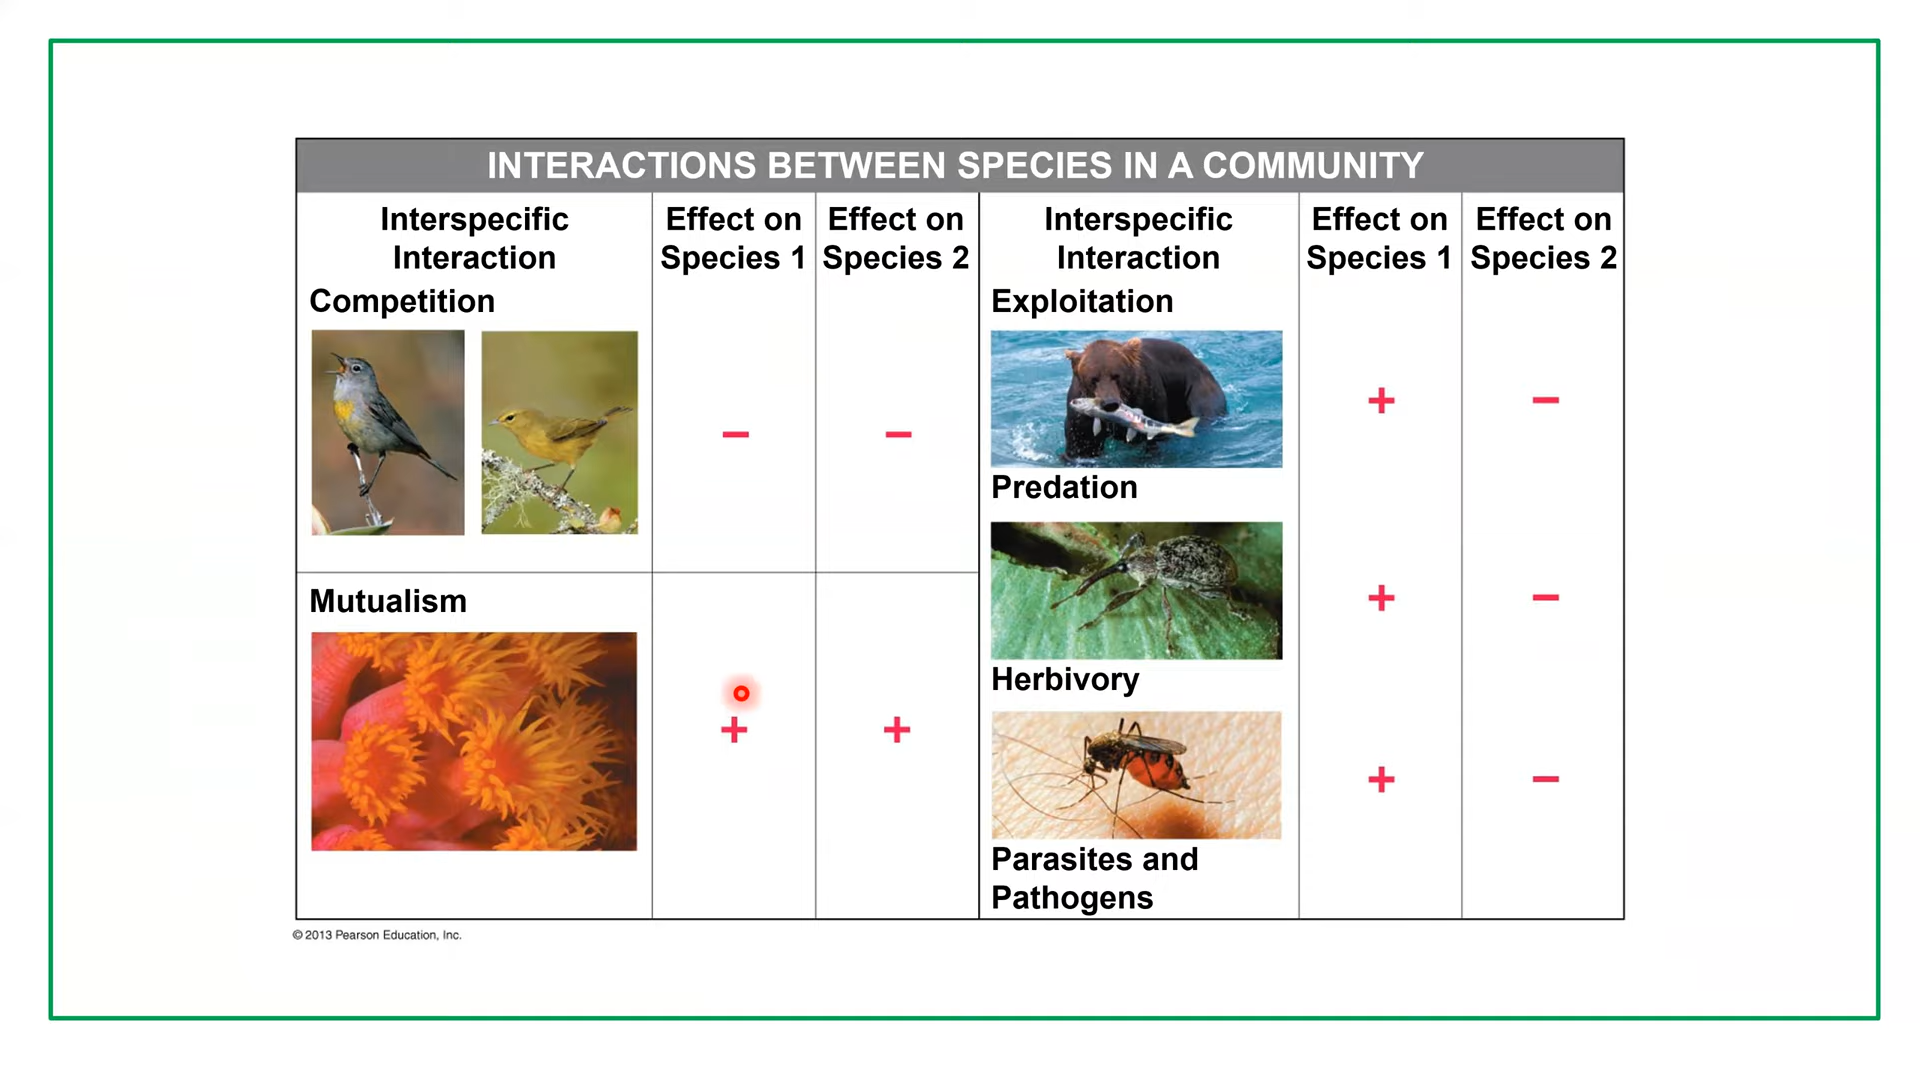 INTERACTIONS BETWEEN SPECIES IN A COMMUNITY
Interspecific
Interaction
Effect on
Species 1
Effect on
Species 2
Competition
– –
Mutualism
+ +
Interspecific
Interaction
Effect on
Species 1
Effect on
Species 2
Exploitation
+ –
Predation
+ –
Herbivory
+ –
Parasites and
Pathogens
© 2013 Pearson Education, Inc.